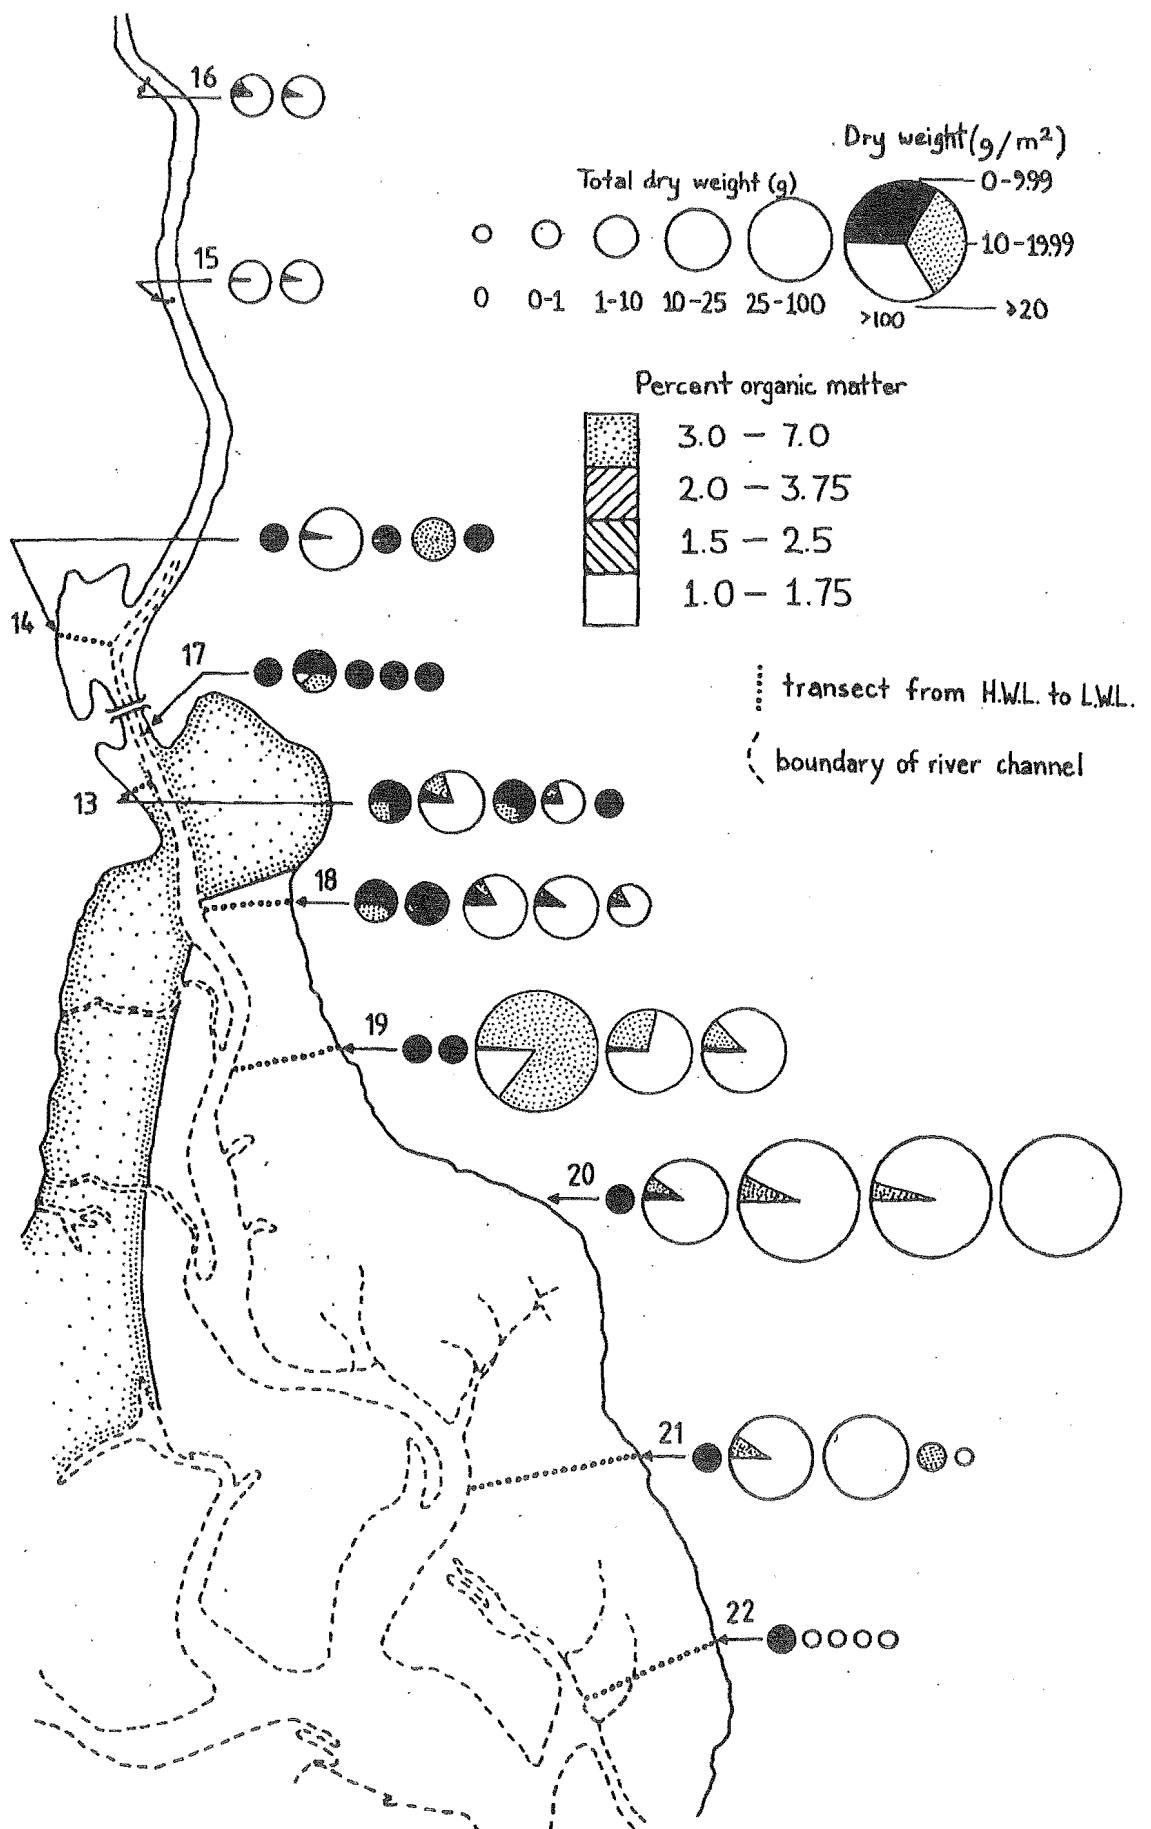 16
Dry weight(g/m²)
Total dry weight (g)
0-9.99
10-19.99
>20
0 0-1 1-10 10-25 25-100 >100
15
Percent organic matter
3.0 - 7.0
2.0 - 3.75
1.5 - 2.5
1.0 - 1.75
14
17
transect from H.W.L. to L.W.L.
boundary of river channel
13
18
19
20
21
22